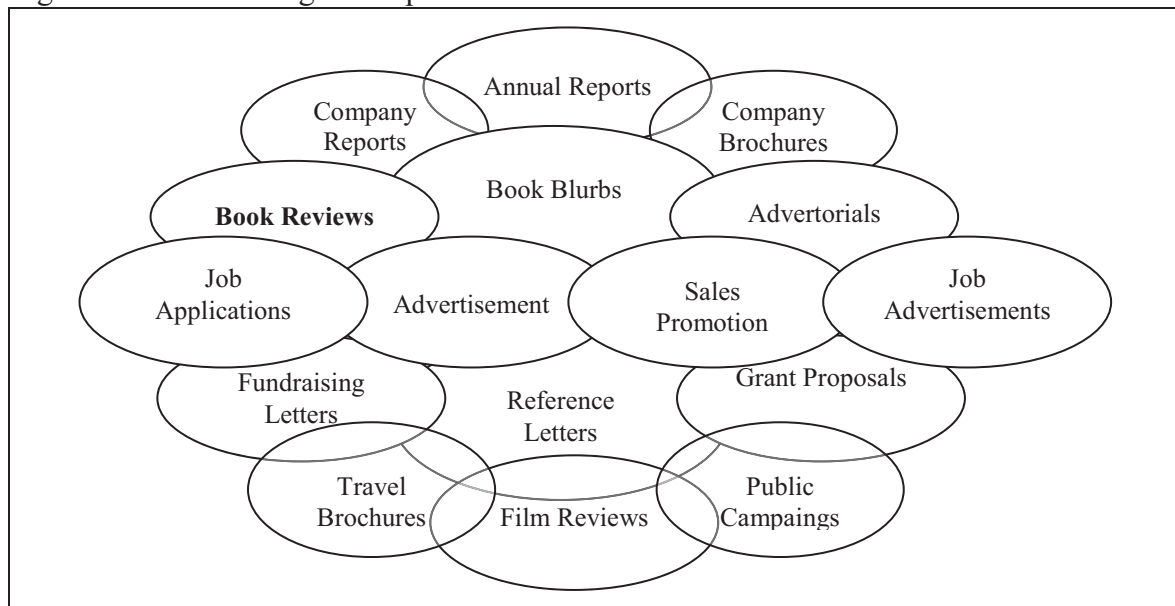 Annual Reports
Company
Reports
Company
Brochures
Book Blurbs
Book Reviews
Advertorials
Job
Applications
Advertisement
Sales
Promotion
Job
Advertisements
Fundraising
Letters
Reference
Letters
Grant Proposals
Travel
Brochures
Film Reviews
Public
Campaings